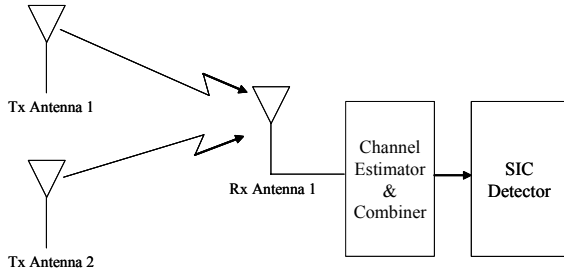 Tx Antenna 1
Rx Antenna 1
Tx Antenna 2
Channel
Estimator
&
Combiner
SIC
Detector